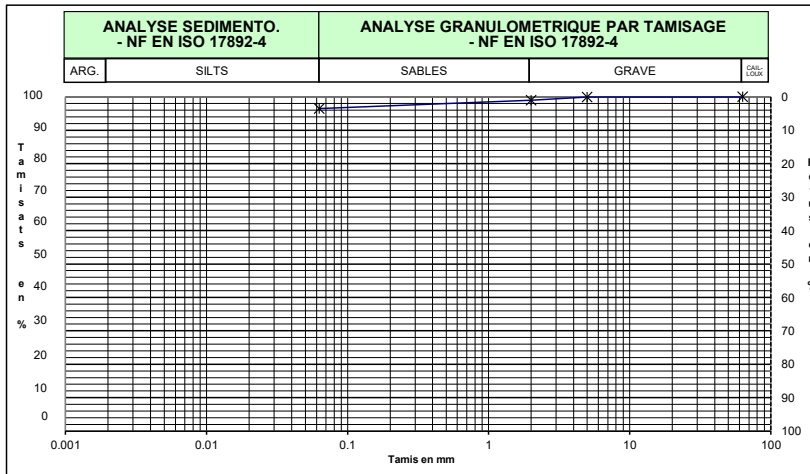 ANALYSE SEDIMENTO.
- NF EN ISO 17892-4
ANALYSE GRANULOMETRIQUE PAR TAMISAGE
- NF EN ISO 17892-4
ARG.
SILTS
SABLES
GRAVE
CAIL-
LOUX
100
90
80
70
60
50
40
30
20
10
0
Tamisats en %
0
10
20
30
40
50
60
70
80
90
100
0.001
0.01
0.1
1
10
100
Tamis en mm